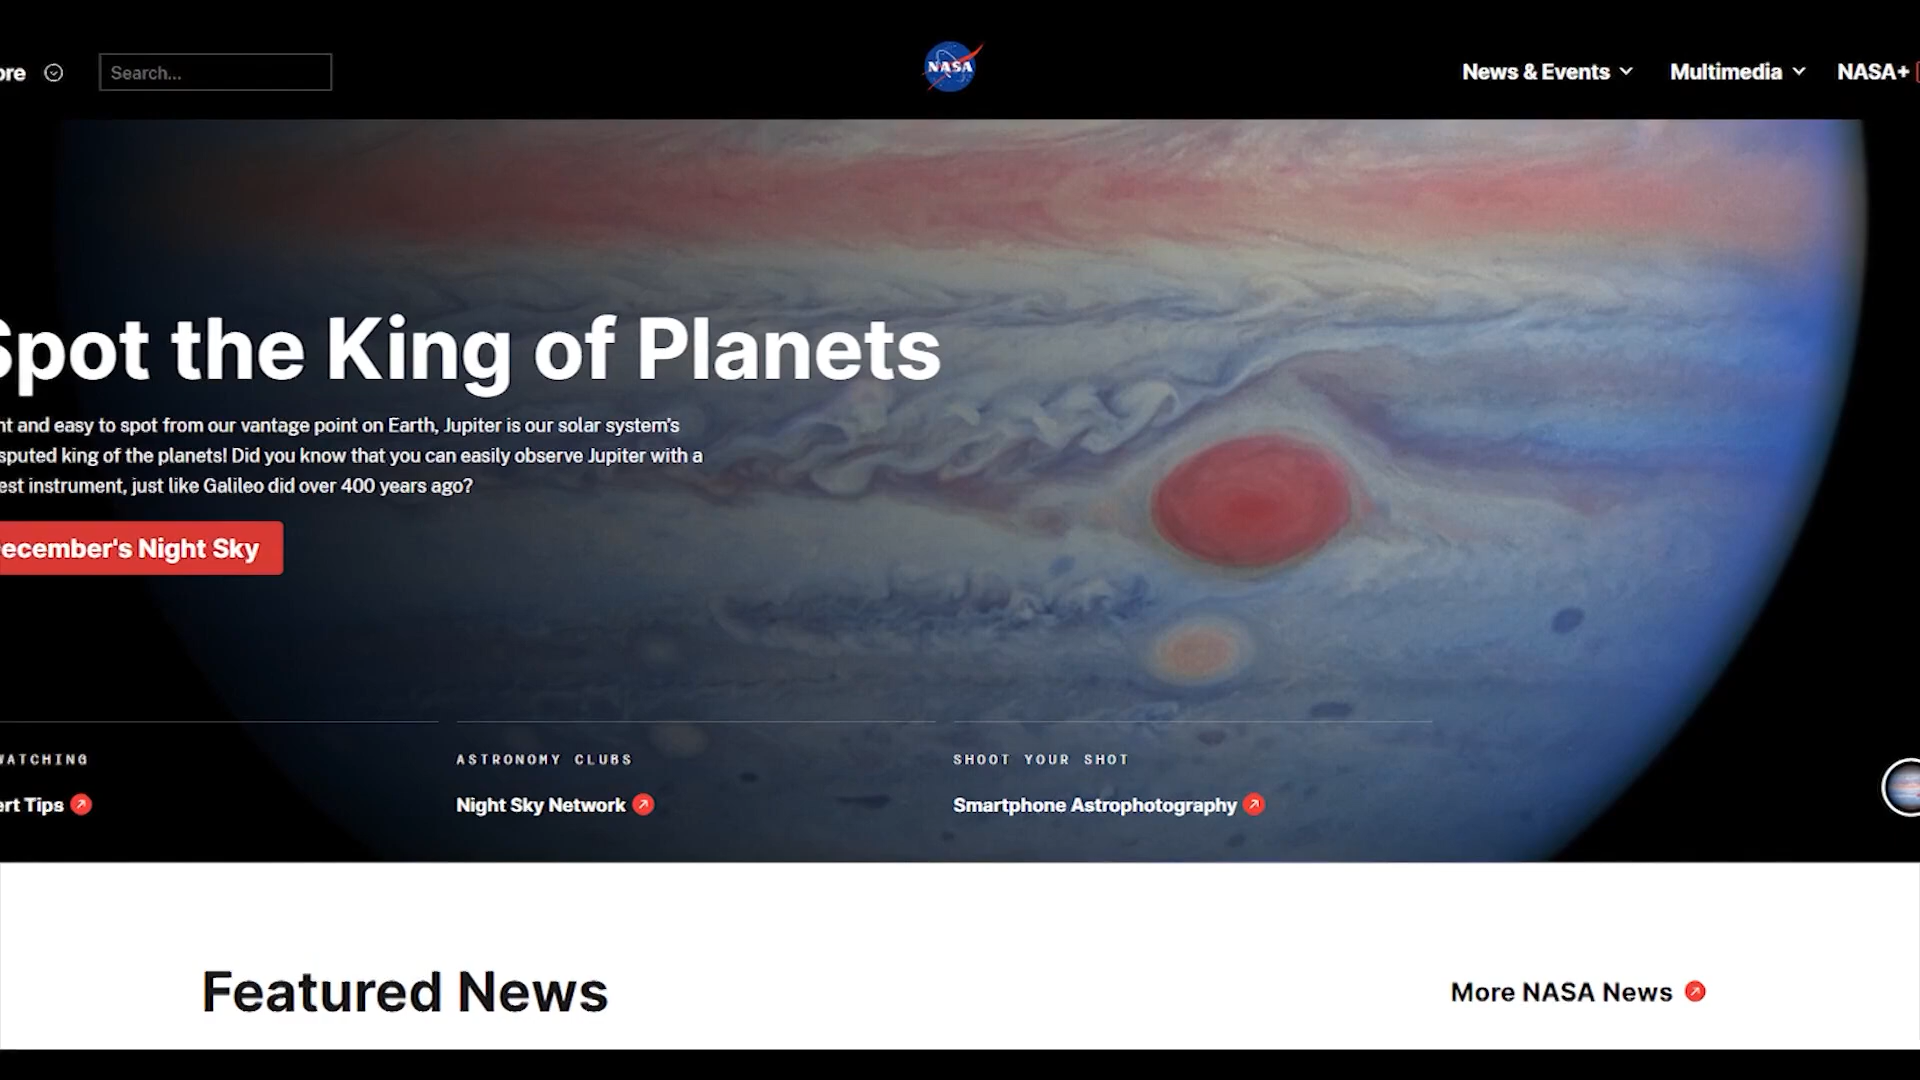 ore
Search...
NASA
News & Events
Multimedia
NASA+
Spot the King of Planets
nt and easy to spot from our vantage point on Earth, Jupiter is our solar system's
sputed king of the planets! Did you know that you can easily observe Jupiter with a
est instrument, just like Galileo did over 400 years ago?
ecember's Night Sky
WATCHING
ert Tips
ASTRONOMY CLUBS
Night Sky Network
SHOOT YOUR SHOT
Smartphone Astrophotography
Featured News
More NASA News